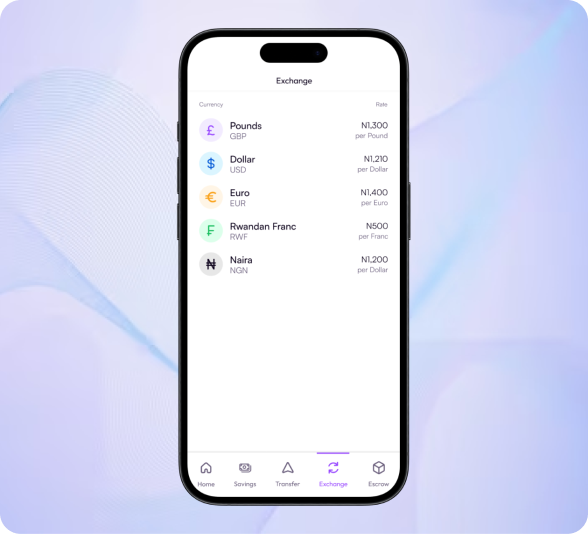 Exchange
Currency Rate
£ Pounds N1,300
GBP per Pound
$ Dollar N1,210
USD per Dollar
€ Euro N1,400
EUR per Euro
₣ Rwandan Franc N500
RWF per Franc
₦ Naira N1,200
NGN per Dollar
Home Savings Transfer Exchange Escrow